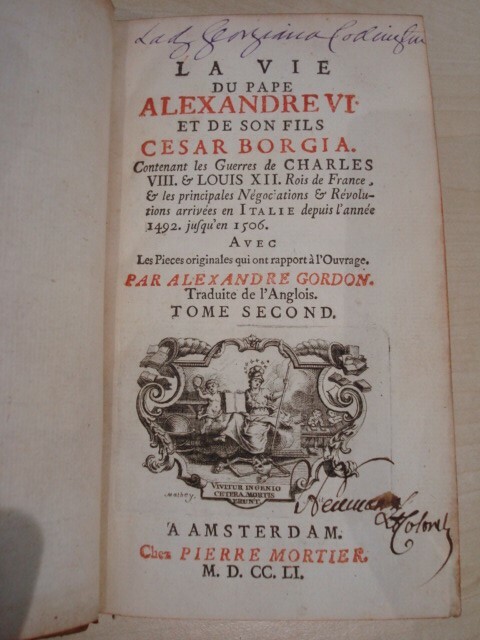 Lady Georgiana Codrington
LA VIE
DU PAPE
ALEXANDRE VI.
ET DE SON FILS
CESAR BORGIA.
Contenant les Guerres de CHARLES
VIII. & LOUIS XII. Rois de France,
& les principales Négociations & Révolu-
tions arrivées en ITALIE depuis l'année
1492. jusqu'en 1506.
AVEC
Les Pieces originales qui ont rapport à l'Ouvrage.
PAR ALEXANDRE GORDON.
Traduite de l'Anglois.
TOME SECOND.
VIVITUR INGENIO
CETERA MORTIS
ERUNT
A AMSTERDAM.
Chez PIERRE MORTIER.
M. D. CC. LI.